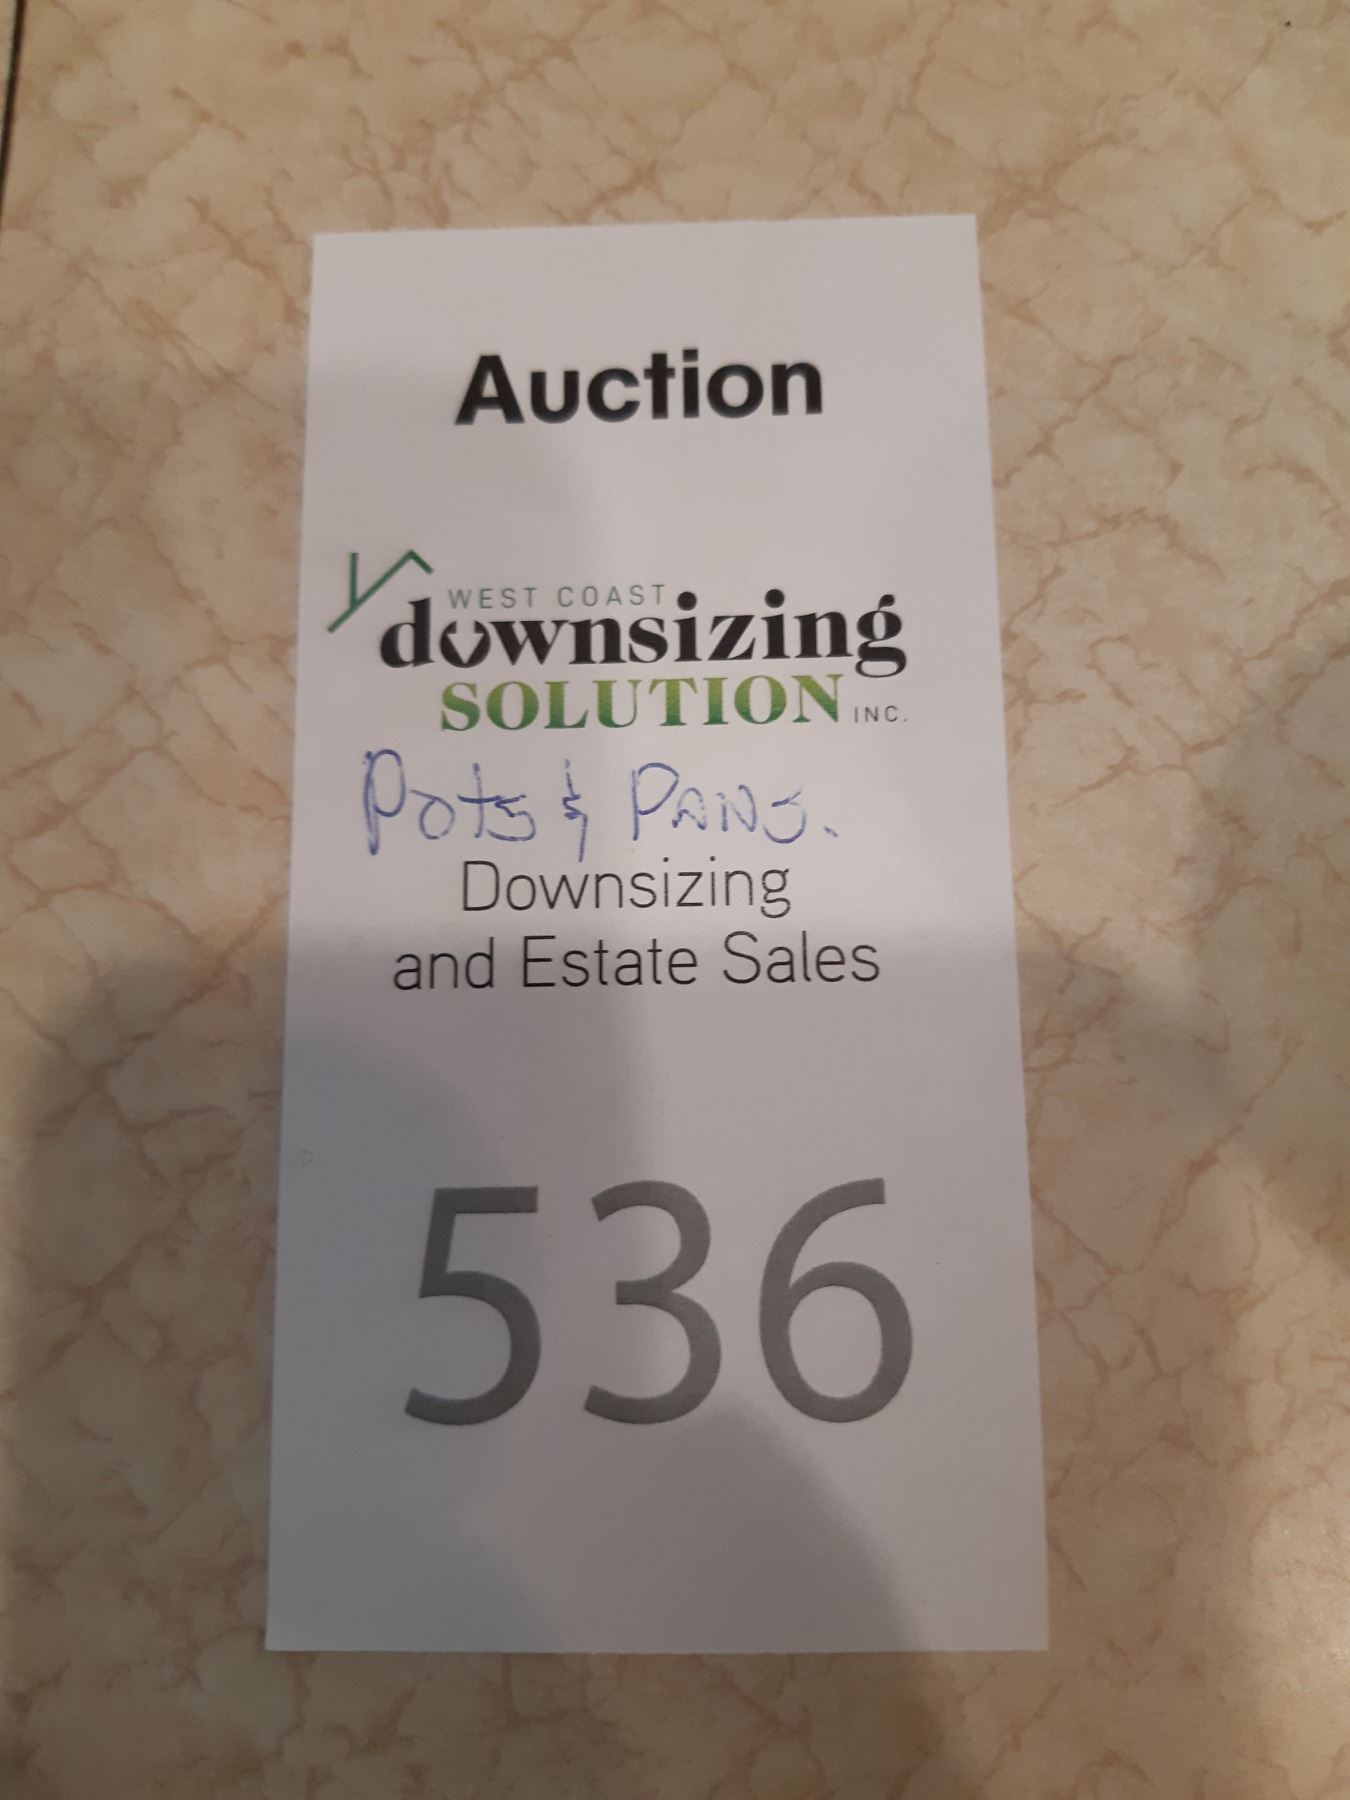 Auction
WEST COAST
downsizing
SOLUTION INC.
Pots & Pans.
Downsizing
and Estate Sales
536